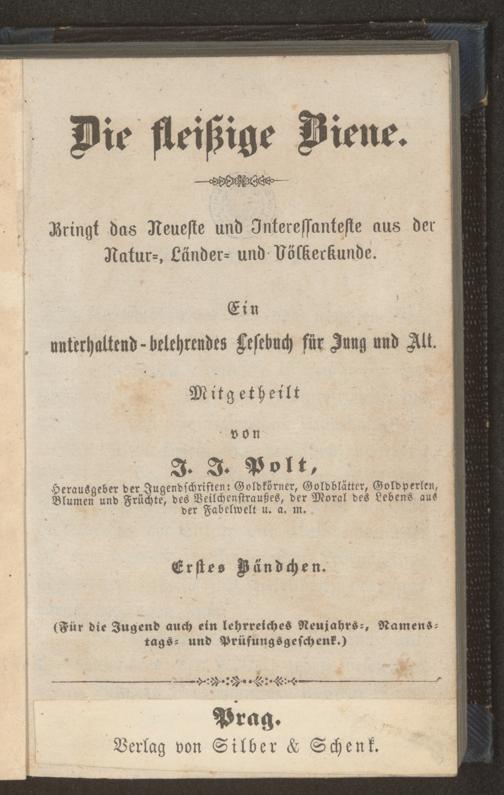 Die fleißige Biene.
Bringt das Neueste und Interessanteste aus der
Natur-, Länder- und Völkerkunde.
Ein
unterhaltend-belehrendes Lesebuch für Jung und Alt.
Mitgetheilt
von
J. J. Polt,
Herausgeber der Jugendschriften: Goldkörner, Goldblätter, Goldperlen,
Blumen und Früchte, des Veilchenstraußes, der Moral des Lebens aus
der Fabelwelt u. a. m.
Erstes Bändchen.
(Für die Jugend auch ein lehrreiches Neujahrs-, Namens-
tags- und Prüfungsgeschenk.)
Prag.
Verlag von Silber & Schenk.